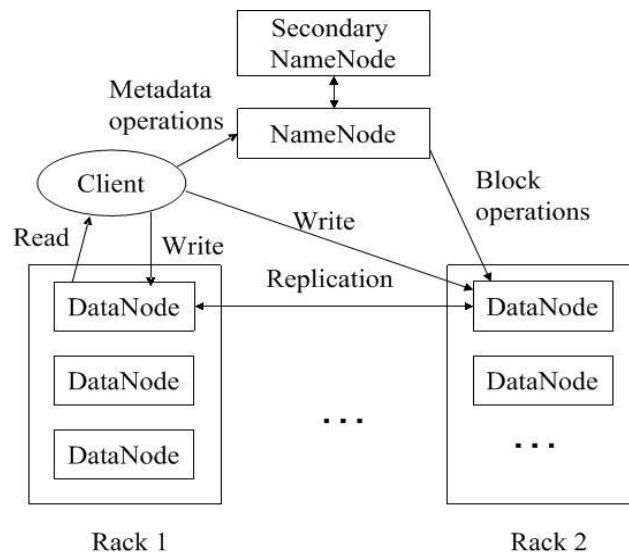 Secondary
NameNode
Metadata
operations
NameNode
Client
Block
operations
Read
Write
Write
Replication
DataNode
DataNode
DataNode
DataNode
DataNode
...
...
Rack 1
Rack 2